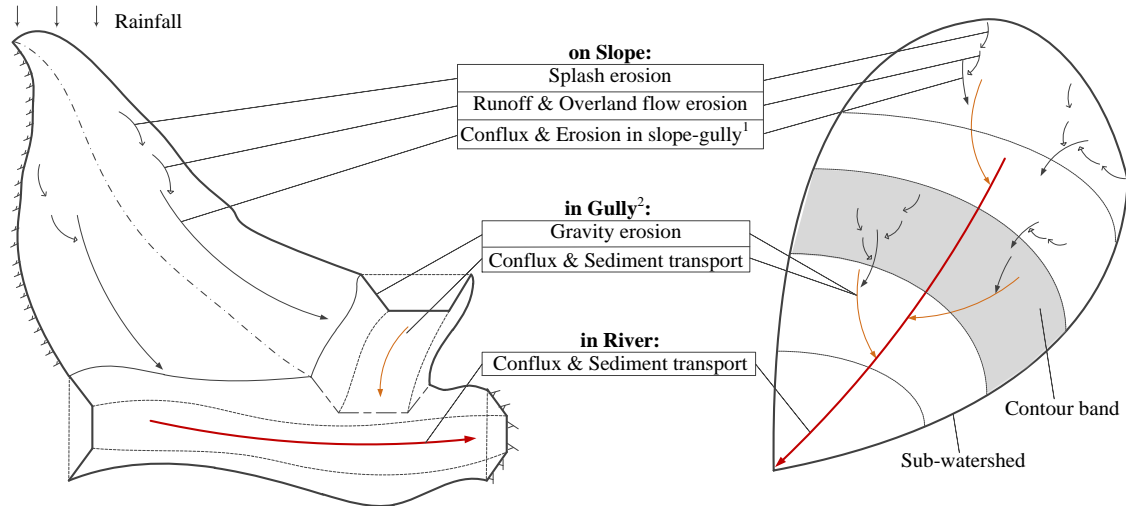 Rainfall
on Slope:
Splash erosion
Runoff & Overland flow erosion
Conflux & Erosion in slope-gully1
in Gully2:
Gravity erosion
Conflux & Sediment transport
in River:
Conflux & Sediment transport
Contour band
Sub-watershed